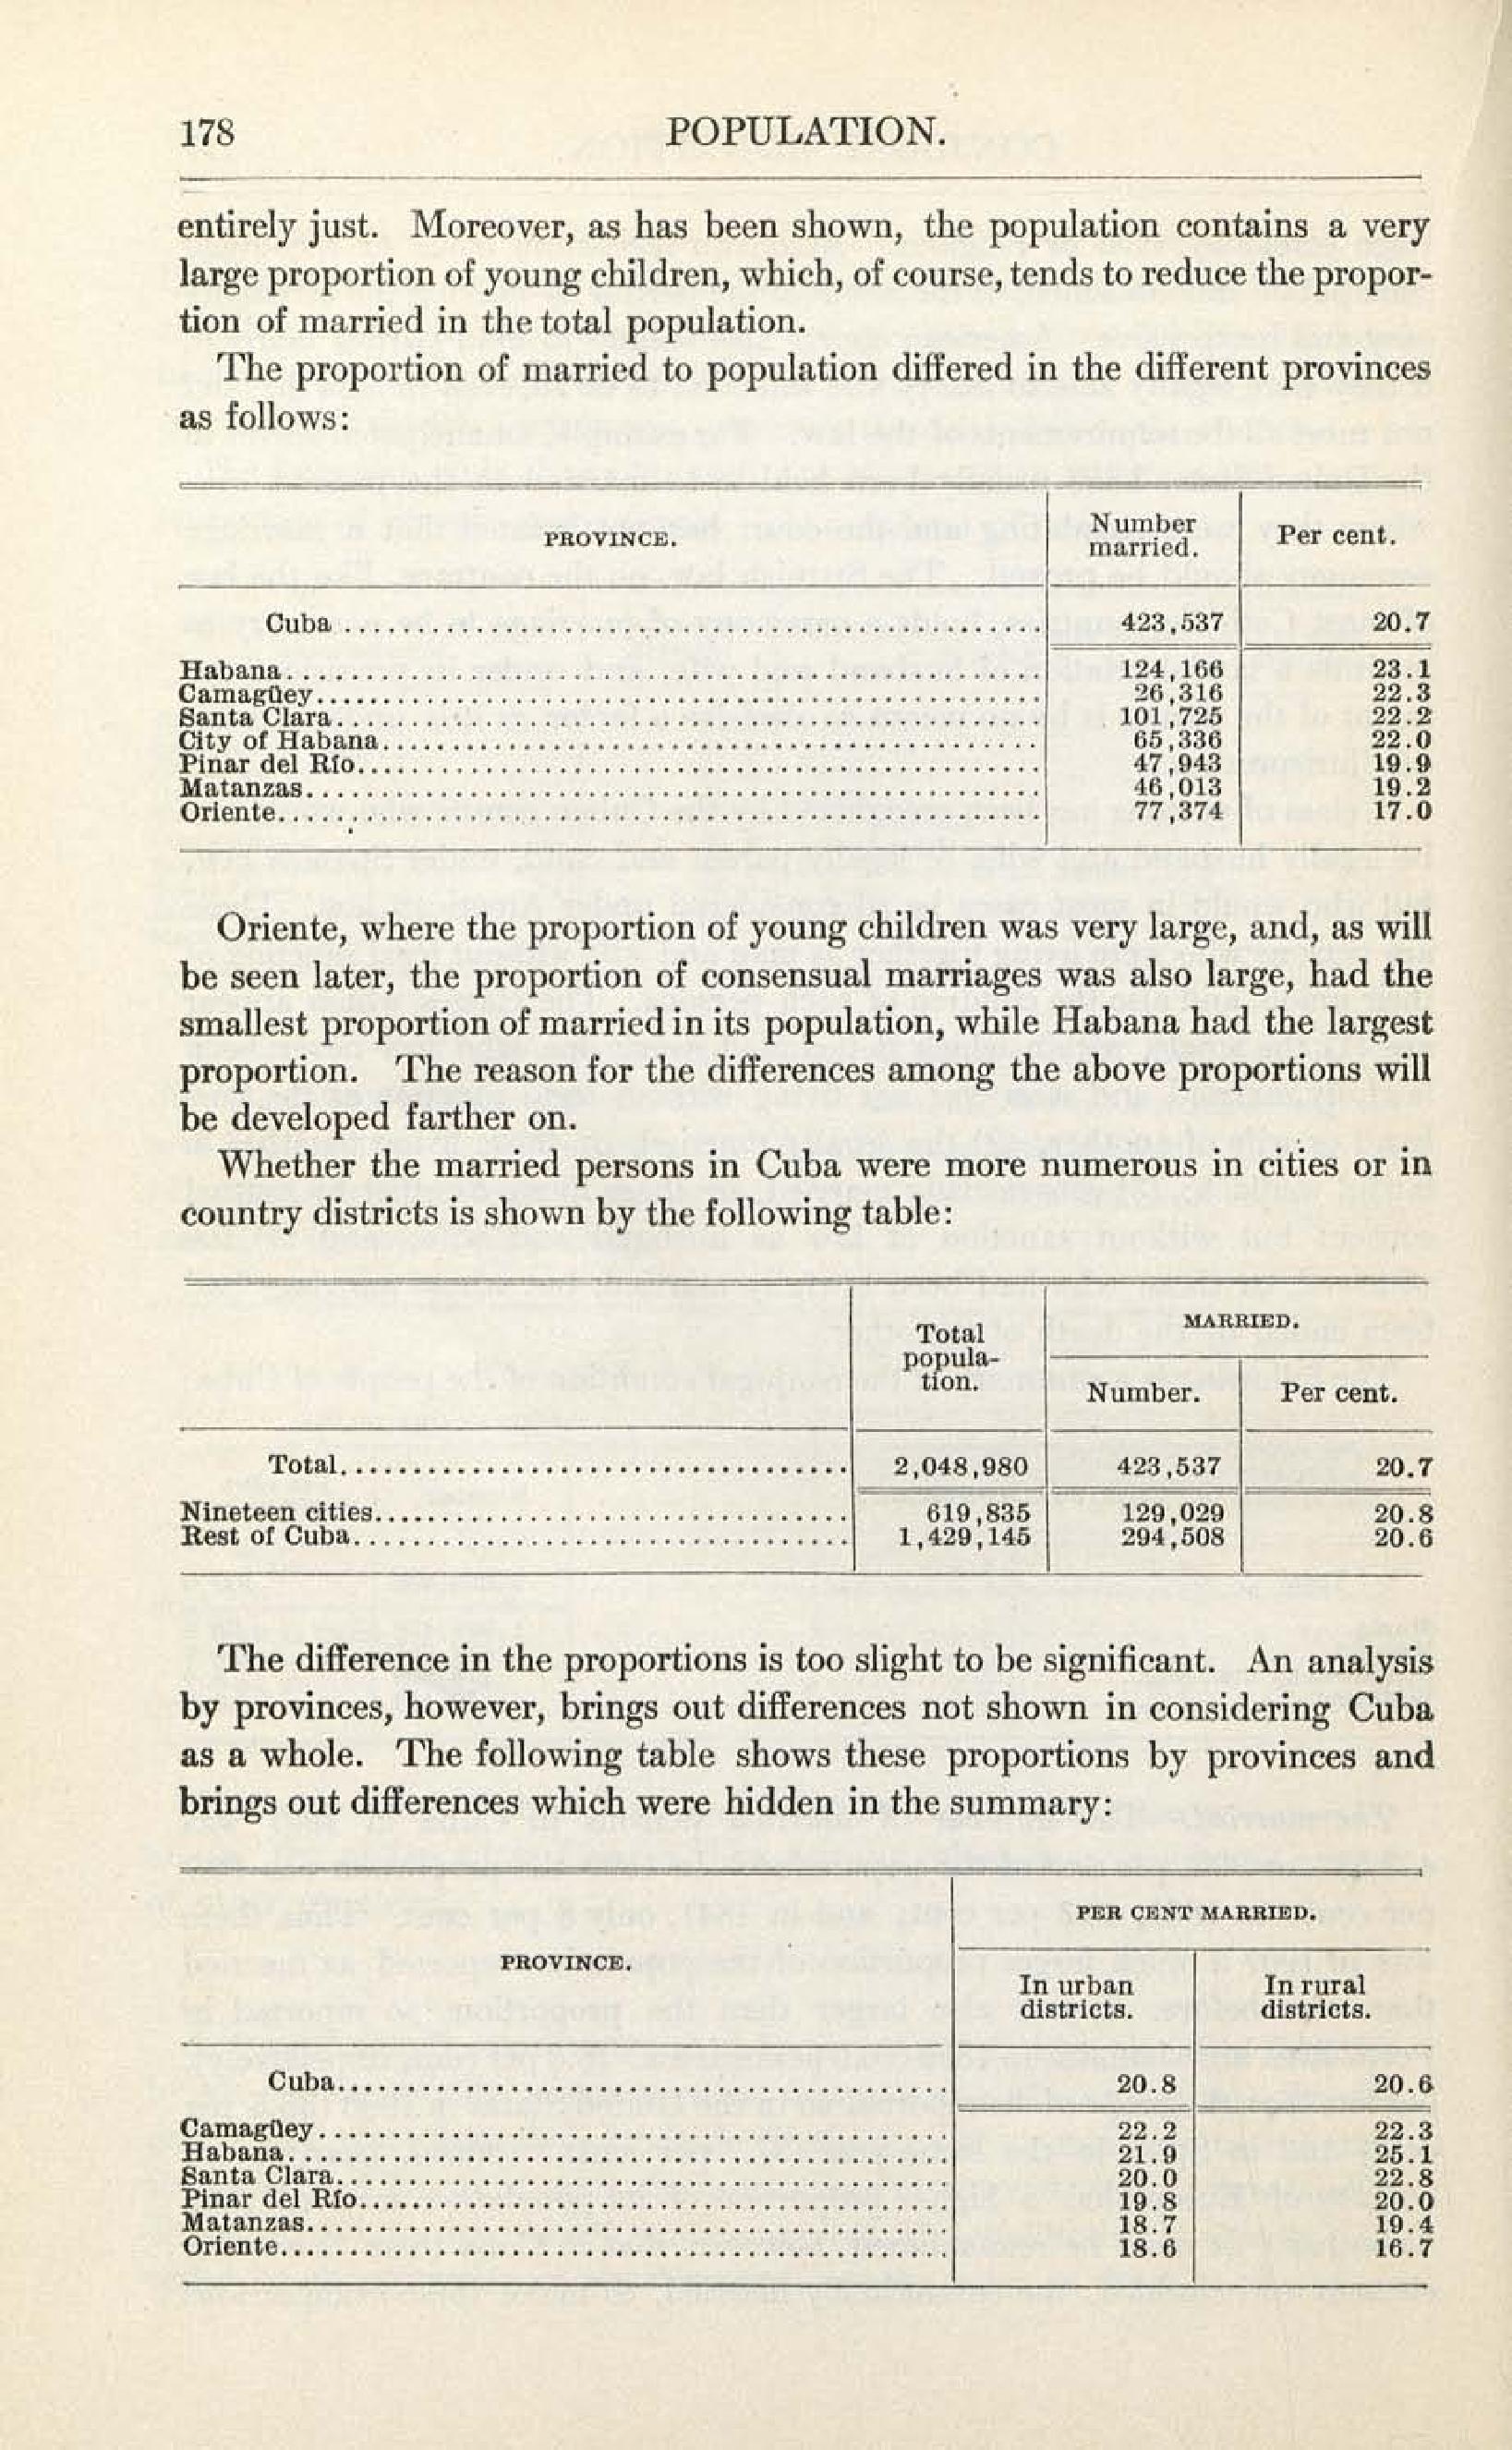 178 POPULATION.
entirely just. Moreover, as has been shown, the population contains a very
large proportion of young children, which, of course, tends to reduce the propor-
tion of married in the total population.
The proportion of married to population differed in the different provinces
as follows:
PROVINCE. Number married. Per cent.
Cuba 423,537 20.7
Habana 124,166 23.1
Camagüey 26,316 22.3
Santa Clara 101,725 22.2
City of Habana 65,336 22.0
Pinar del Río 47,943 19.9
Matanzas 46,013 19.2
Oriente 77,374 17.0
Oriente, where the proportion of young children was very large, and, as will
be seen later, the proportion of consensual marriages was also large, had the
smallest proportion of married in its population, while Habana had the largest
proportion. The reason for the differences among the above proportions will
be developed farther on.
Whether the married persons in Cuba were more numerous in cities or in
country districts is shown by the following table:
Total popula-tion. MARRIED.
Number. Per cent.
Total 2,048,980 423,537 20.7
Nineteen cities 619,835 129,029 20.8
Rest of Cuba 1,429,145 294,508 20.6
The difference in the proportions is too slight to be significant. An analysis
by provinces, however, brings out differences not shown in considering Cuba
as a whole. The following table shows these proportions by provinces and
brings out differences which were hidden in the summary:
PROVINCE. PER CENT MARRIED.
In urban districts. In rural districts.
Cuba 20.8 20.6
Camagüey 22.2 22.3
Habana 21.9 25.1
Santa Clara 20.0 22.8
Pinar del Río 19.8 20.0
Matanzas 18.7 19.4
Oriente 18.6 16.7